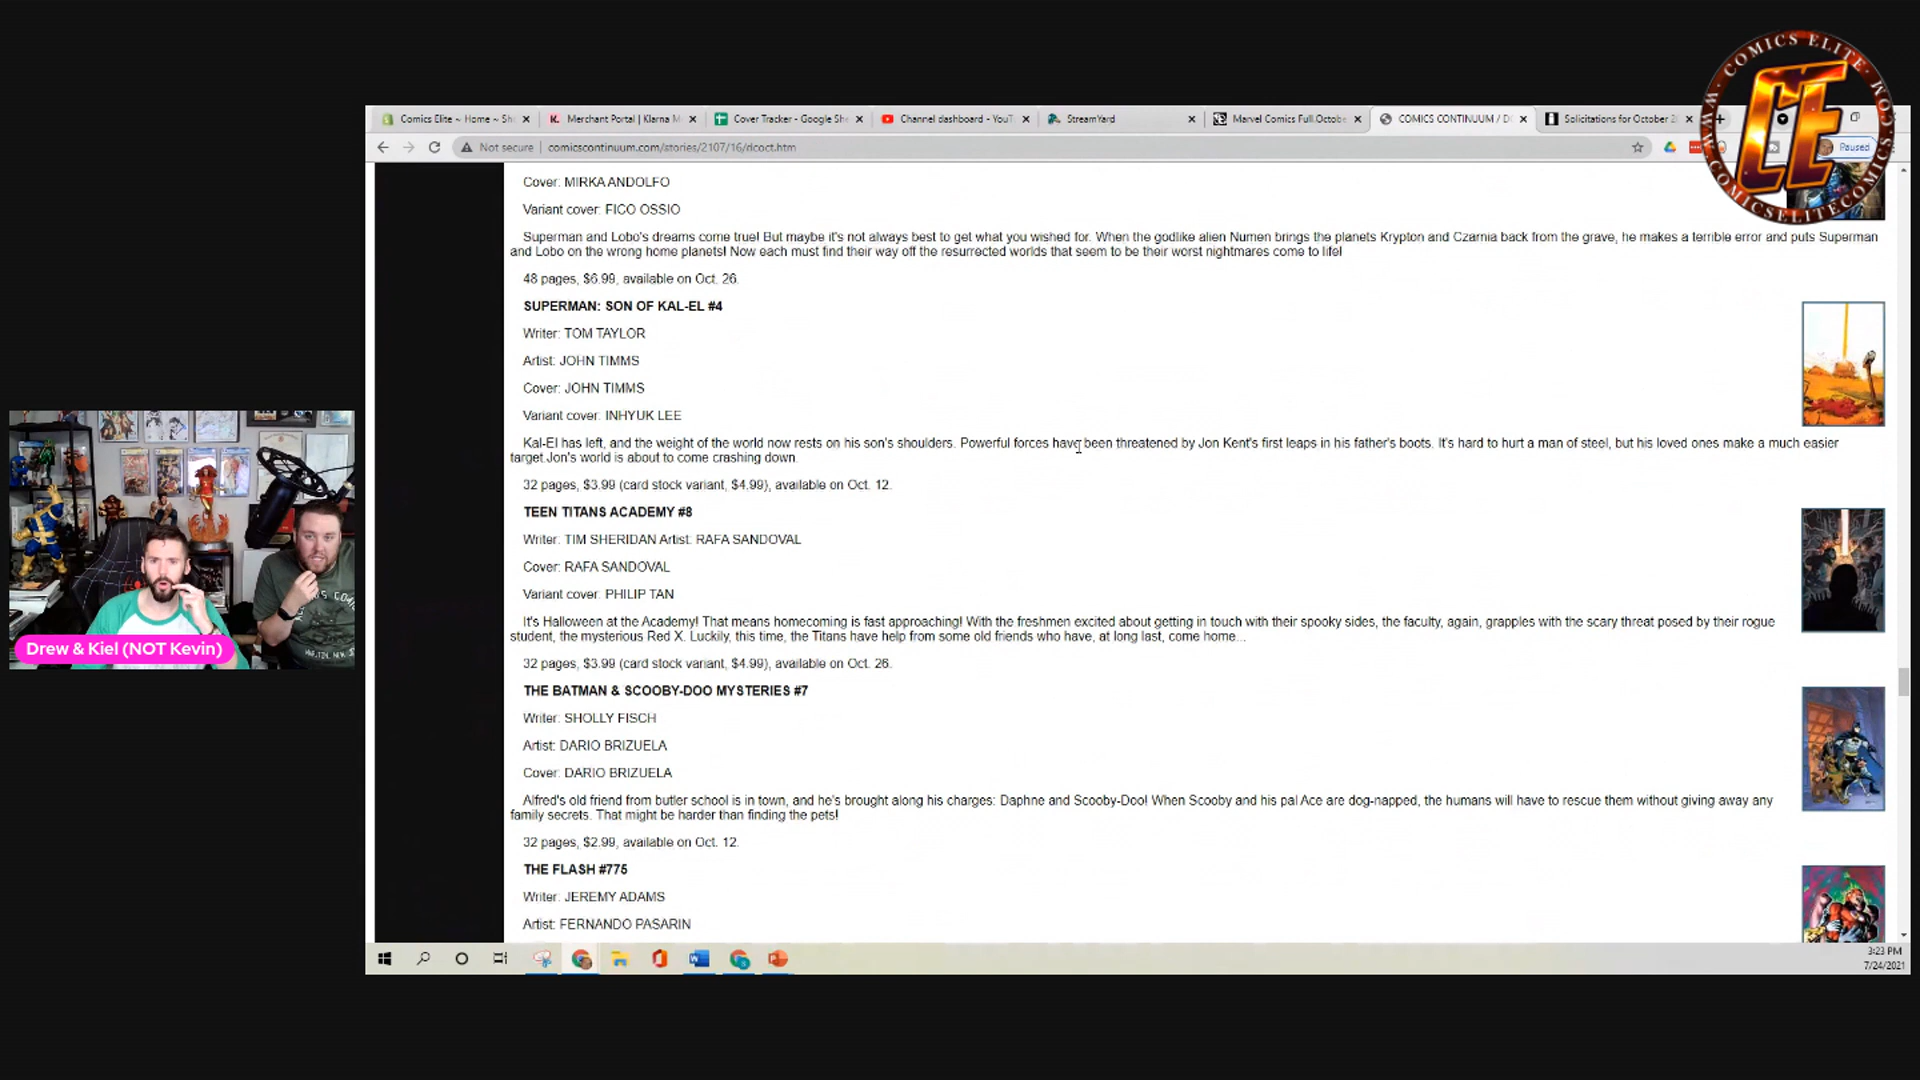 · COMICS ELITE ·
WWW.COMICSELITECOMICS.COM
CE
Comics Elite ~ Home ~ Sh
Merchant Portal | Klarna M
Cover Tracker - Google She
Channel dashboard - YouT
StreamYard
Marvel Comics Full October
COMICS CONTINUUM / D
Solicitations for October 2
Not secure | comicscontinuum.com/stories/2107/16/dcoct.htm
Paused
Cover: MIRKA ANDOLFO
Variant cover: FICO OSSIO
Superman and Lobo's dreams come true! But maybe it's not always best to get what you wished for. When the godlike alien Numen brings the planets Krypton and Czarnia back from the grave, he makes a terrible error and puts Superman
and Lobo on the wrong home planets! Now each must find their way off the resurrected worlds that seem to be their worst nightmares come to life!
48 pages, $6.99, available on Oct. 26.
SUPERMAN: SON OF KAL-EL #4
Writer: TOM TAYLOR
Artist: JOHN TIMMS
Cover: JOHN TIMMS
Variant cover: INHYUK LEE
Kal-El has left, and the weight of the world now rests on his son's shoulders. Powerful forces have been threatened by Jon Kent's first leaps in his father's boots. It's hard to hurt a man of steel, but his loved ones make a much easier
target.Jon's world is about to come crashing down.
32 pages, $3.99 (card stock variant, $4.99), available on Oct. 12.
TEEN TITANS ACADEMY #8
Writer: TIM SHERIDAN Artist: RAFA SANDOVAL
Cover: RAFA SANDOVAL
Variant cover: PHILIP TAN
It's Halloween at the Academy! That means homecoming is fast approaching! With the freshmen excited about getting in touch with their spooky sides, the faculty, again, grapples with the scary threat posed by their rogue
student, the mysterious Red X. Luckily, this time, the Titans have help from some old friends who have, at long last, come home...
32 pages, $3.99 (card stock variant, $4.99), available on Oct. 26.
THE BATMAN & SCOOBY-DOO MYSTERIES #7
Writer: SHOLLY FISCH
Artist: DARIO BRIZUELA
Cover: DARIO BRIZUELA
Alfred's old friend from butler school is in town, and he's brought along his charges: Daphne and Scooby-Doo! When Scooby and his pal Ace are dog-napped, the humans will have to rescue them without giving away any
family secrets. That might be harder than finding the pets!
32 pages, $2.99, available on Oct. 12.
THE FLASH #775
Writer: JEREMY ADAMS
Artist: FERNANDO PASARIN
Drew & Kiel (NOT Kevin)
3:23 PM
7/24/2021